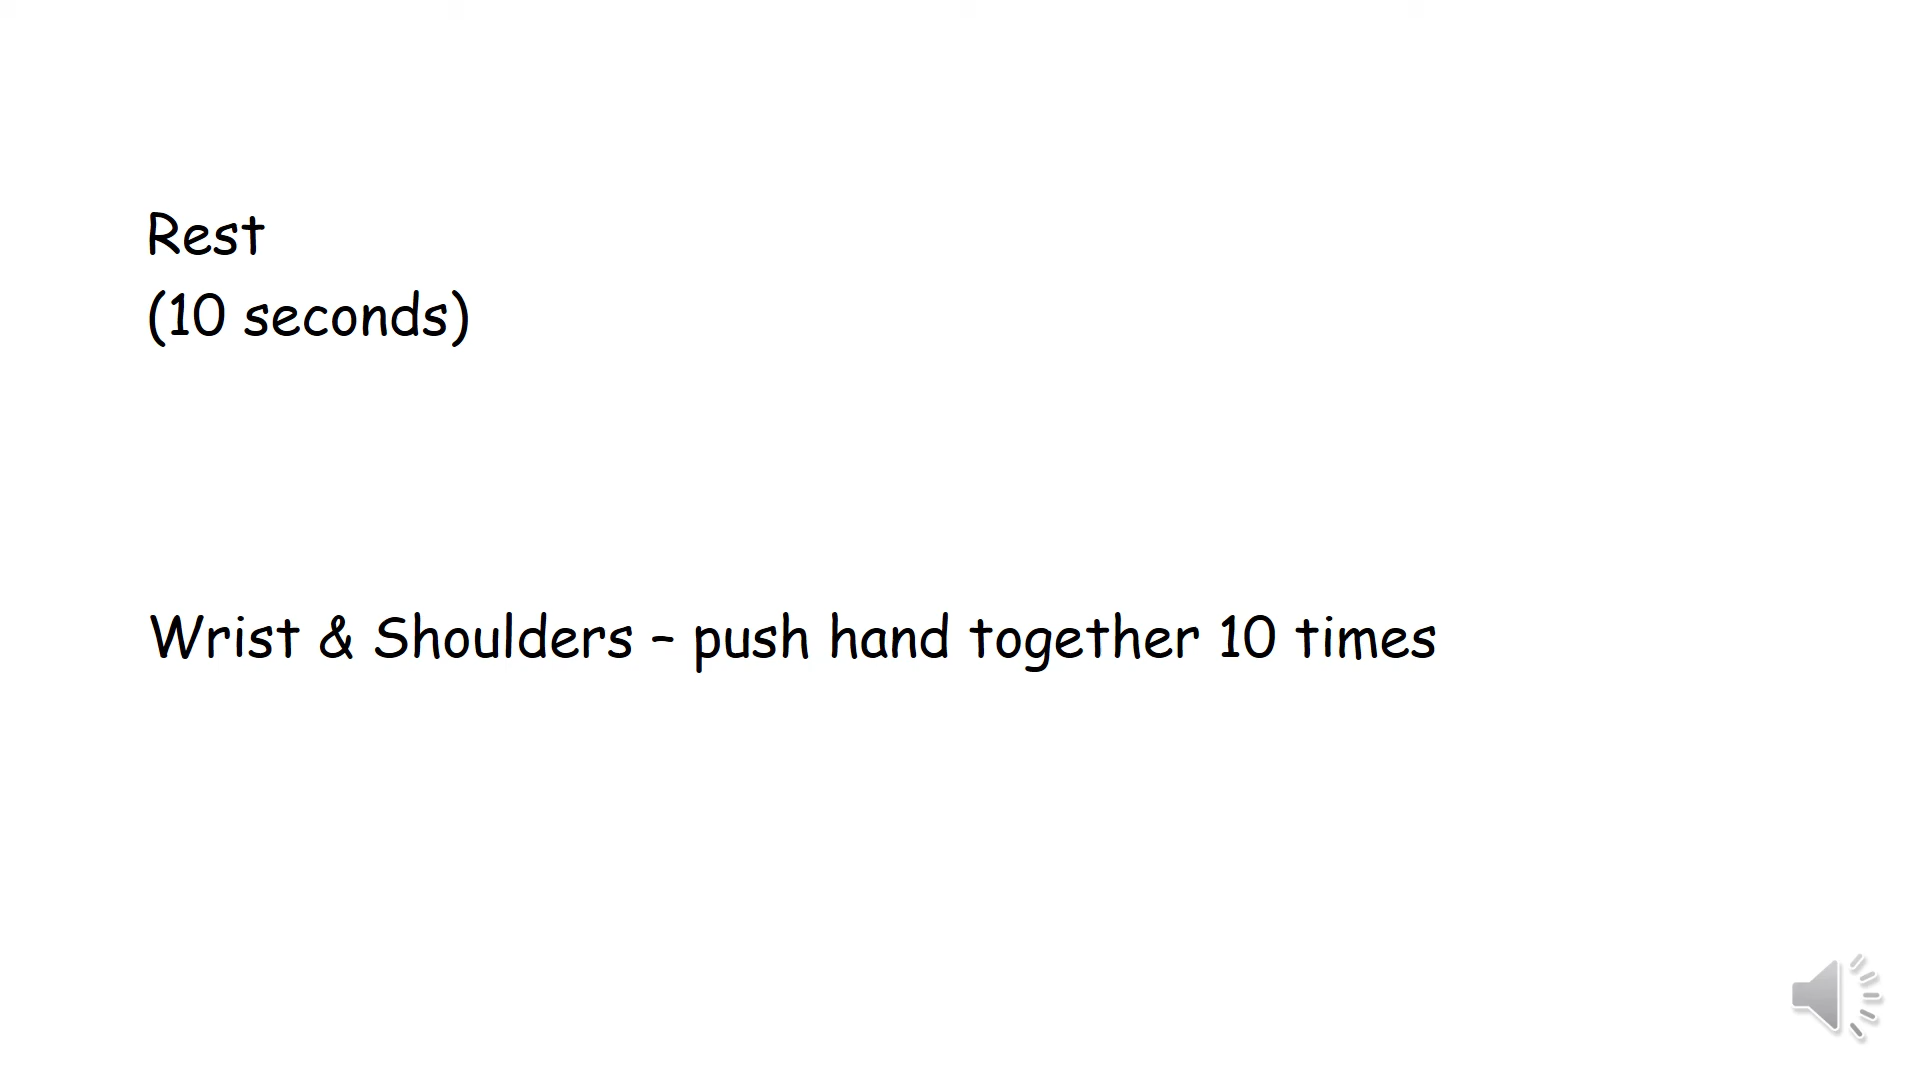 Rest
(10 seconds)
Wrist & Shoulders – push hand together 10 times